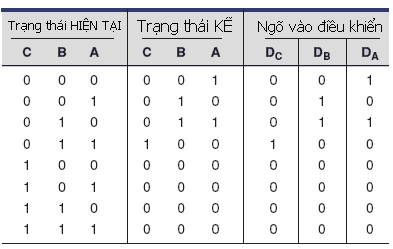 Trạng thái HIỆN TẠI Trạng thái KẾ Ngõ vào điều khiển
C B A C B A DC DB DA
0 0 0 0 0 1 0 0 1
0 0 1 0 1 0 0 1 0
0 1 0 0 1 1 0 1 1
0 1 1 1 0 0 1 0 0
1 0 0 0 0 0 0 0 0
1 0 1 0 0 0 0 0 0
1 1 0 0 0 0 0 0 0
1 1 1 0 0 0 0 0 0